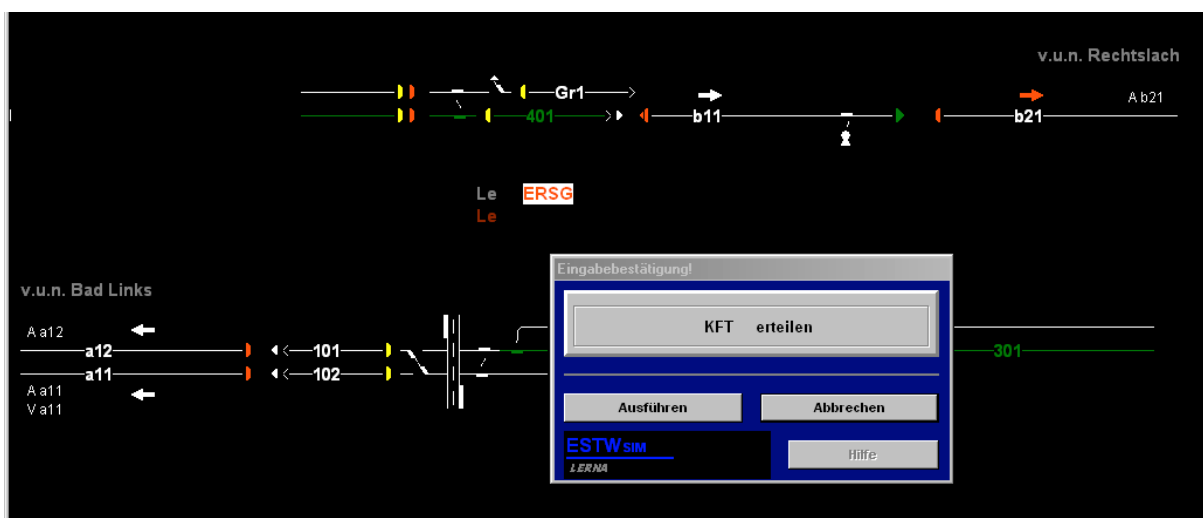 v.u.n. Rechtslach
Gr1
A b21
401
b11
b21
Le ERSG
Le
Eingabebestätigung!
v.u.n. Bad Links
KFT erteilen
A a12
a12
101
301
a11
102
A a11
V a11
Ausführen Abbrechen
ESTWSIM
LERNA
Hilfe